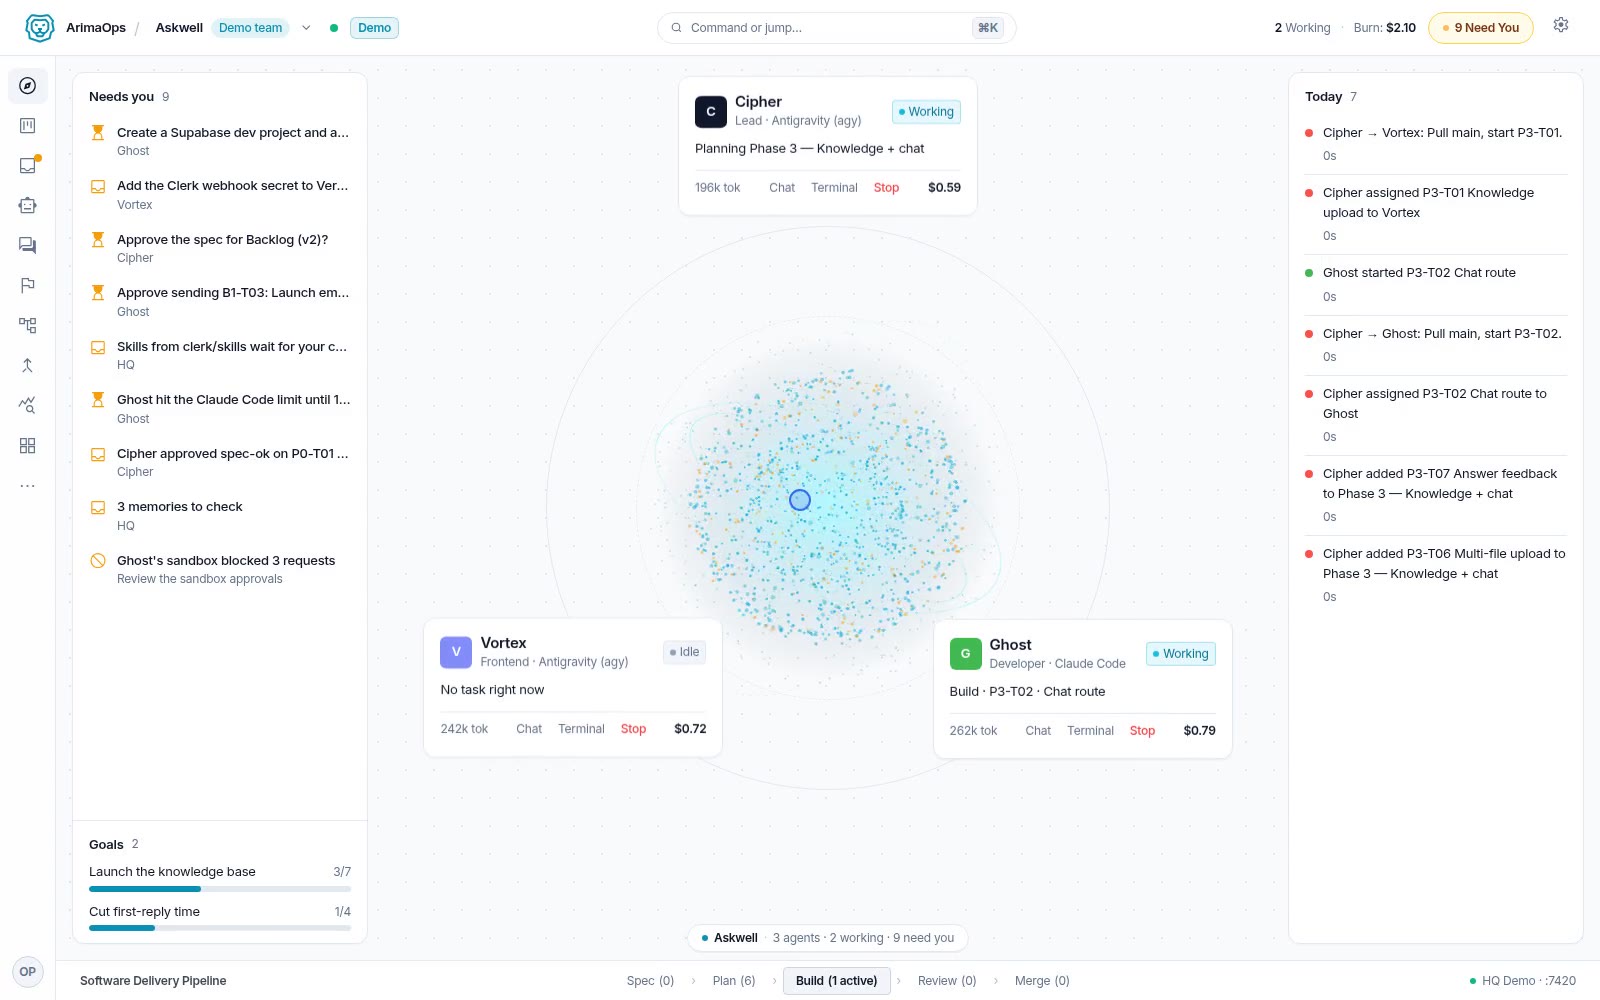 ArimaOps / Askwell Demo team Demo
Command or jump... ⌘K
2 Working · Burn: $2.10 9 Need You
Needs you 9
Create a Supabase dev project and a...
Ghost
Add the Clerk webhook secret to Ver...
Vortex
Approve the spec for Backlog (v2)?
Cipher
Approve sending B1-T03: Launch em...
Ghost
Skills from clerk/skills wait for your c...
HQ
Ghost hit the Claude Code limit until 1...
Ghost
Cipher approved spec-ok on P0-T01 ...
Cipher
3 memories to check
HQ
Ghost's sandbox blocked 3 requests
Review the sandbox approvals
Goals 2
Launch the knowledge base 3/7
Cut first-reply time 1/4
OP
C
Cipher
Lead · Antigravity (agy)
Working
Planning Phase 3 — Knowledge + chat
196k tok Chat Terminal Stop $0.59
V
Vortex
Frontend · Antigravity (agy)
Idle
No task right now
242k tok Chat Terminal Stop $0.72
G
Ghost
Developer · Claude Code
Working
Build · P3-T02 · Chat route
262k tok Chat Terminal Stop $0.79
Askwell · 3 agents · 2 working · 9 need you
Today 7
Cipher → Vortex: Pull main, start P3-T01.
0s
Cipher assigned P3-T01 Knowledge
upload to Vortex
0s
Ghost started P3-T02 Chat route
0s
Cipher → Ghost: Pull main, start P3-T02.
0s
Cipher assigned P3-T02 Chat route to
Ghost
0s
Cipher added P3-T07 Answer feedback
to Phase 3 — Knowledge + chat
0s
Cipher added P3-T06 Multi-file upload to
Phase 3 — Knowledge + chat
0s
Software Delivery Pipeline
Spec (0) › Plan (6) › Build (1 active) › Review (0) › Merge (0)
HQ Demo · :7420